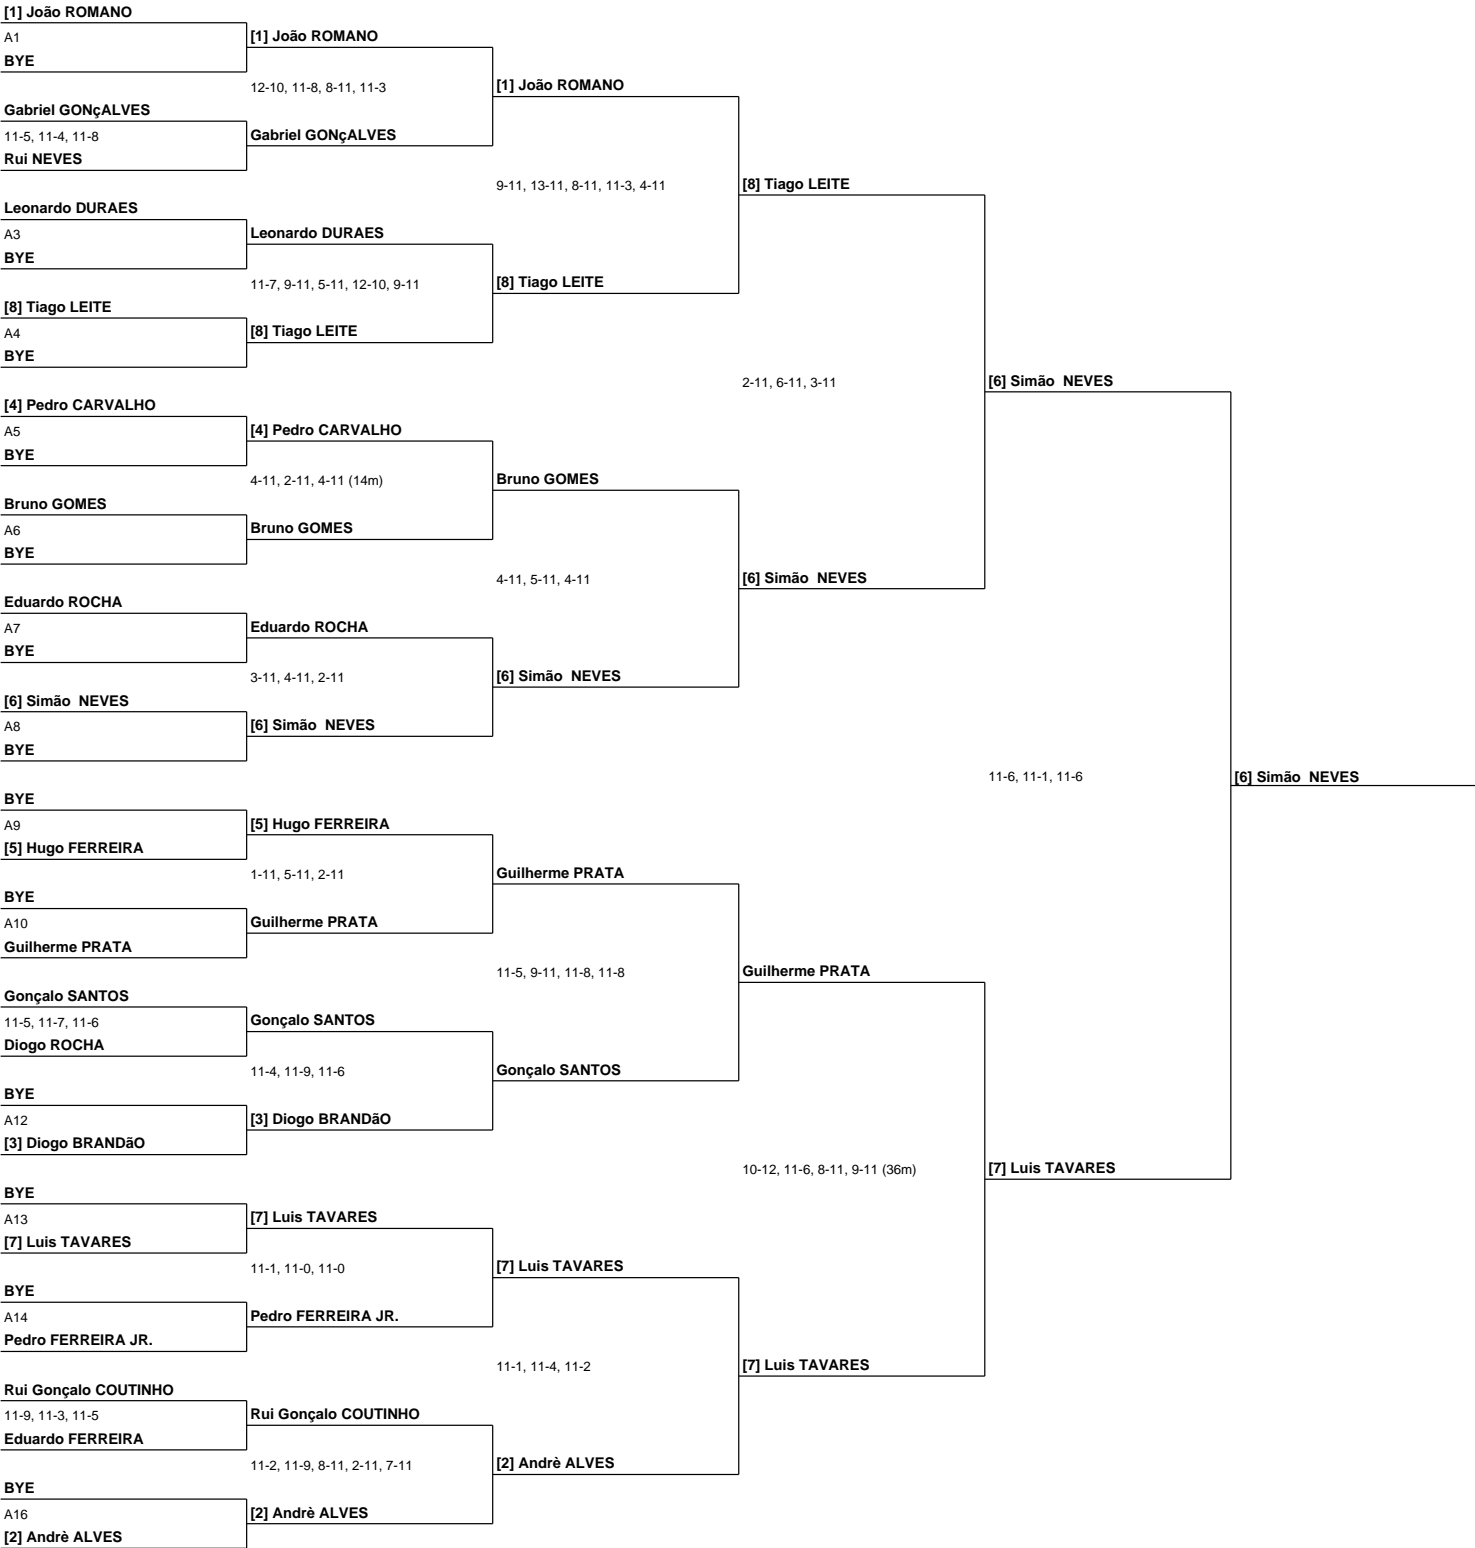 [1] João ROMANO
A1
BYE
Gabriel GONçALVES
11-5, 11-4, 11-8
Rui NEVES
Leonardo DURAES
A3
BYE
[8] Tiago LEITE
A4
BYE
[4] Pedro CARVALHO
A5
BYE
Bruno GOMES
A6
BYE
Eduardo ROCHA
A7
BYE
[6] Simão  NEVES
A8
BYE
BYE
A9
[5] Hugo FERREIRA
BYE
A10
Guilherme PRATA
Gonçalo SANTOS
11-5, 11-7, 11-6
Diogo ROCHA
BYE
A12
[3] Diogo BRANDãO
BYE
A13
[7] Luis TAVARES
BYE
A14
Pedro FERREIRA JR.
Rui Gonçalo COUTINHO
11-9, 11-3, 11-5
Eduardo FERREIRA
BYE
A16
[2] Andrè ALVES
[1] João ROMANO
12-10, 11-8, 8-11, 11-3
Gabriel GONçALVES
Leonardo DURAES
11-7, 9-11, 5-11, 12-10, 9-11
[8] Tiago LEITE
[4] Pedro CARVALHO
4-11, 2-11, 4-11 (14m)
Bruno GOMES
Eduardo ROCHA
3-11, 4-11, 2-11
[6] Simão  NEVES
[5] Hugo FERREIRA
1-11, 5-11, 2-11
Guilherme PRATA
Gonçalo SANTOS
11-4, 11-9, 11-6
[3] Diogo BRANDãO
[7] Luis TAVARES
11-1, 11-0, 11-0
Pedro FERREIRA JR.
Rui Gonçalo COUTINHO
11-2, 11-9, 8-11, 2-11, 7-11
[2] Andrè ALVES
[1] João ROMANO
9-11, 13-11, 8-11, 11-3, 4-11
[8] Tiago LEITE
Bruno GOMES
4-11, 5-11, 4-11
[6] Simão  NEVES
Guilherme PRATA
11-5, 9-11, 11-8, 11-8
Gonçalo SANTOS
[7] Luis TAVARES
11-1, 11-4, 11-2
[2] Andrè ALVES
[8] Tiago LEITE
2-11, 6-11, 3-11
[6] Simão  NEVES
Guilherme PRATA
10-12, 11-6, 8-11, 9-11 (36m)
[7] Luis TAVARES
[6] Simão  NEVES
11-6, 11-1, 11-6
[7] Luis TAVARES
[6] Simão  NEVES